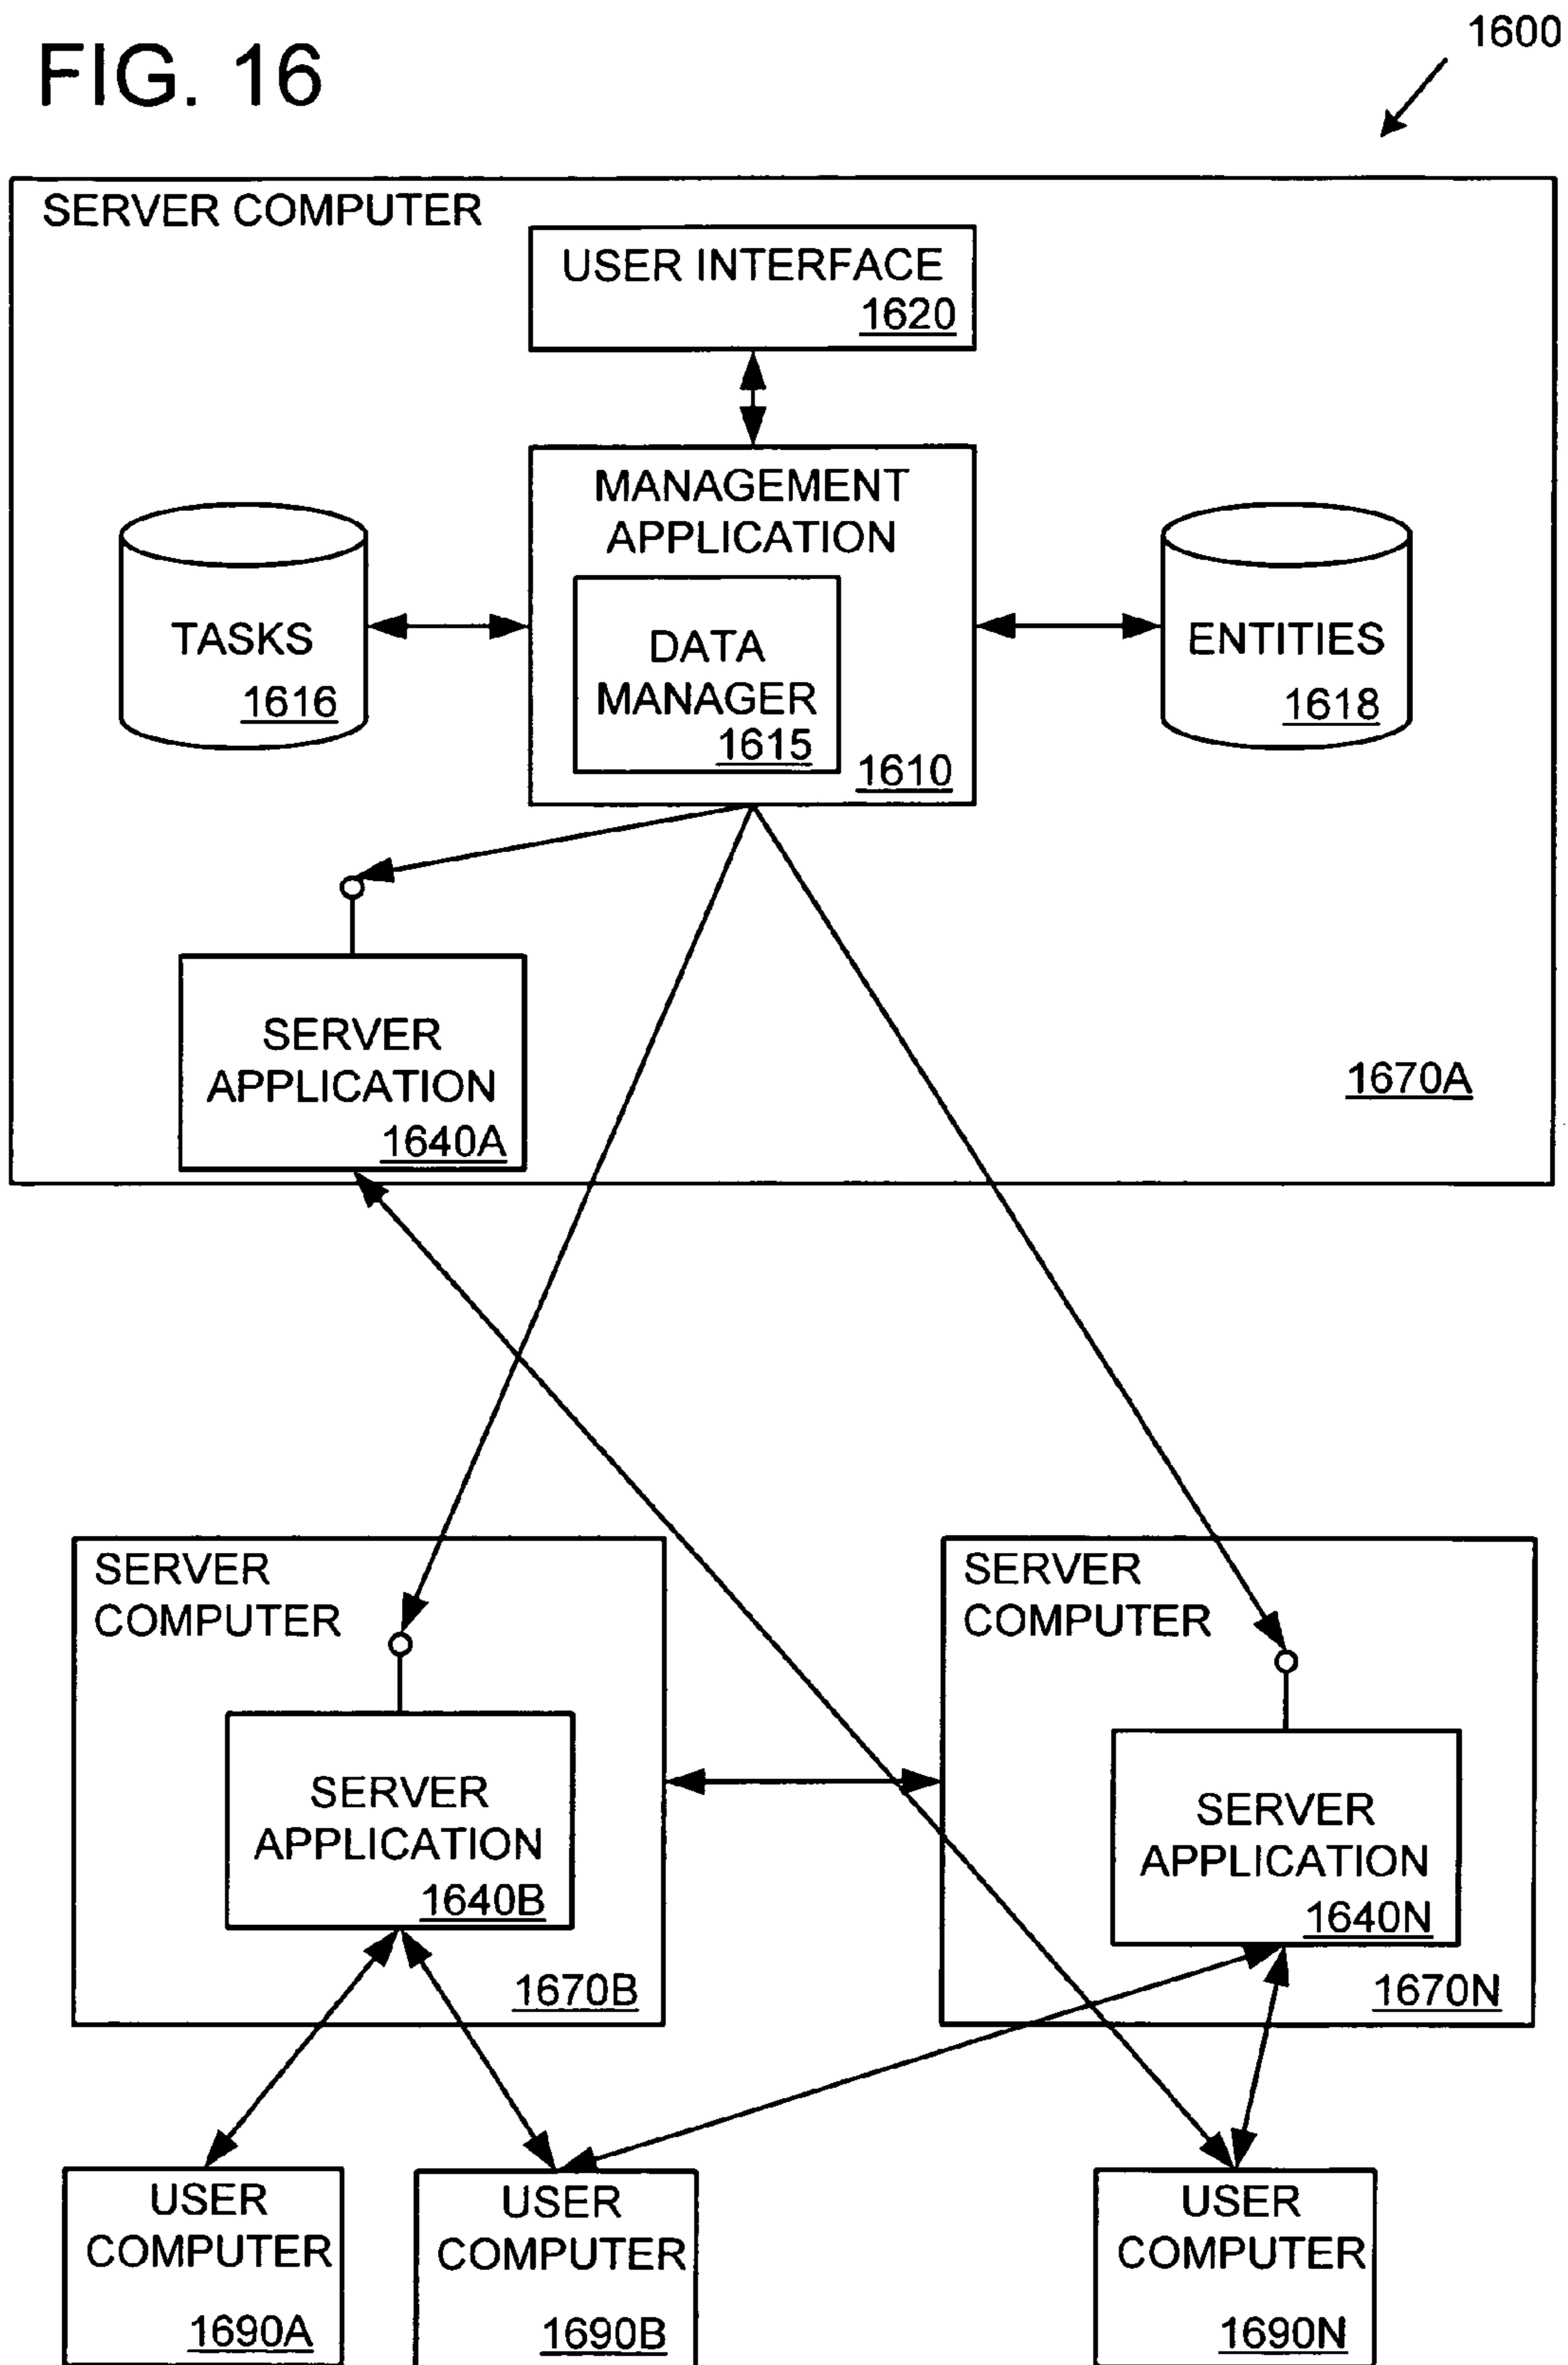 FIG. 16
1600
SERVER COMPUTER
USER INTERFACE
1620
MANAGEMENT
APPLICATION
TASKS
1616
DATA
MANAGER
1615
1610
ENTITIES
1618
SERVER
APPLICATION
1640A
1670A
SERVER
COMPUTER
SERVER
APPLICATION
1640B
1670B
SERVER
COMPUTER
SERVER
APPLICATION
1640N
1670N
USER
COMPUTER
1690A
USER
COMPUTER
1690B
USER
COMPUTER
1690N